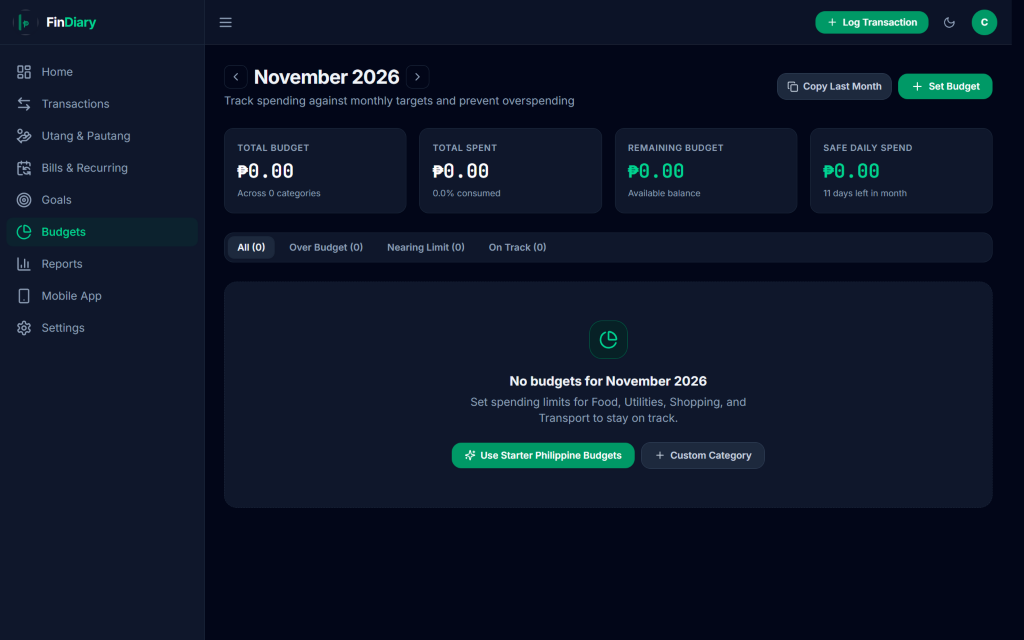 FinDiary
Home
Transactions
Utang & Pautang
Bills & Recurring
Goals
Budgets
Reports
Mobile App
Settings
+ Log Transaction
C
November 2026
Track spending against monthly targets and prevent overspending
Copy Last Month
+ Set Budget
TOTAL BUDGET
₱0.00
Across 0 categories
TOTAL SPENT
₱0.00
0.0% consumed
REMAINING BUDGET
₱0.00
Available balance
SAFE DAILY SPEND
₱0.00
11 days left in month
All (0)
Over Budget (0)
Nearing Limit (0)
On Track (0)
No budgets for November 2026
Set spending limits for Food, Utilities, Shopping, and
Transport to stay on track.
Use Starter Philippine Budgets
+ Custom Category